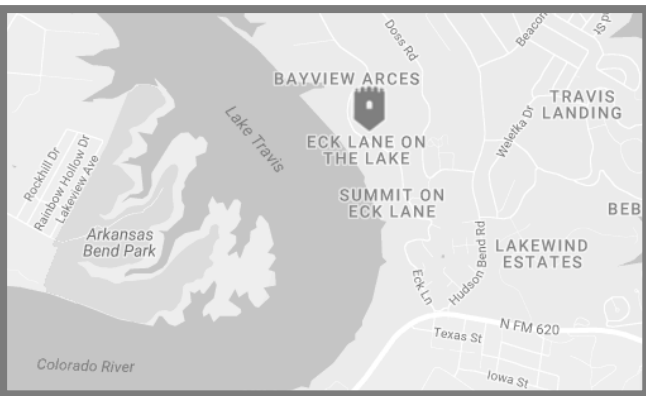 Doss Rd
Beacon
d St
BAYVIEW ARCES
TRAVIS
LANDING
Lake Travis
Weletka Dr
ECK LANE ON
THE LAKE
Rockhill Dr
Rainbow Hollow Dr
Lakeview Ave
SUMMIT ON
ECK LANE
BEB
Arkansas
Bend Park
LAKEWIND
ESTATES
Eck Ln
Hudson Bend Rd
N FM 620
Texas St
Colorado River
Iowa St